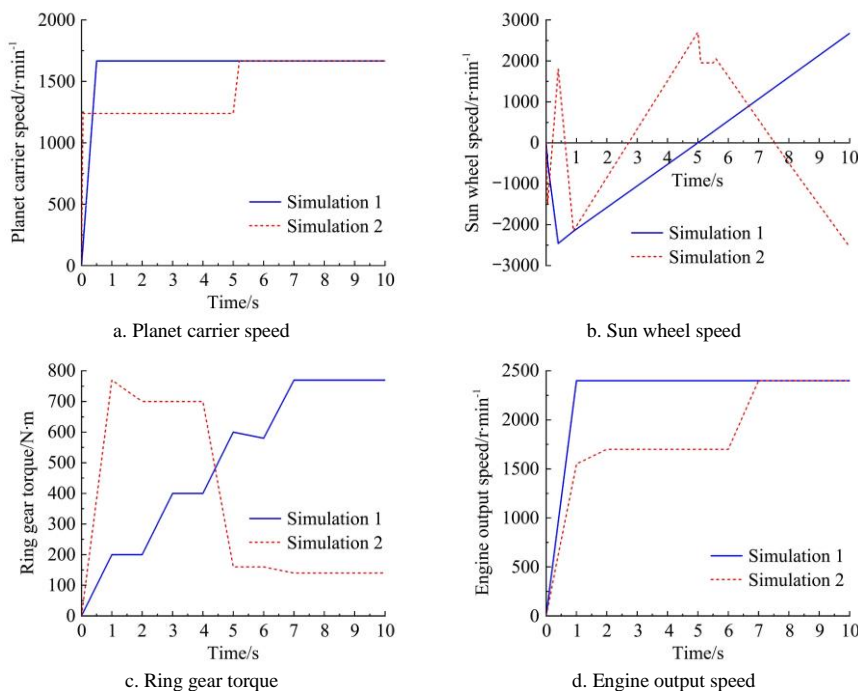 2000
1500
1000
500
0
Planet carrier speed/r·min⁻¹
Simulation 1
Simulation 2
0 1 2 3 4 5 6 7 8 9 10
Time/s
a. Planet carrier speed
3000
2000
1000
0
−1000
−2000
−3000
Sun wheel speed/r·min⁻¹
1 2 3 4 5 6 7 8 9 10
Time/s
Simulation 1
Simulation 2
b. Sun wheel speed
800
700
600
500
400
300
200
100
0
Ring gear torque/N·m
Simulation 1
Simulation 2
0 1 2 3 4 5 6 7 8 9 10
Time/s
c. Ring gear torque
2500
2000
1500
1000
500
0
Engine output speed/r·min⁻¹
Simulation 1
Simulation 2
0 1 2 3 4 5 6 7 8 9 10
Time/s
d. Engine output speed